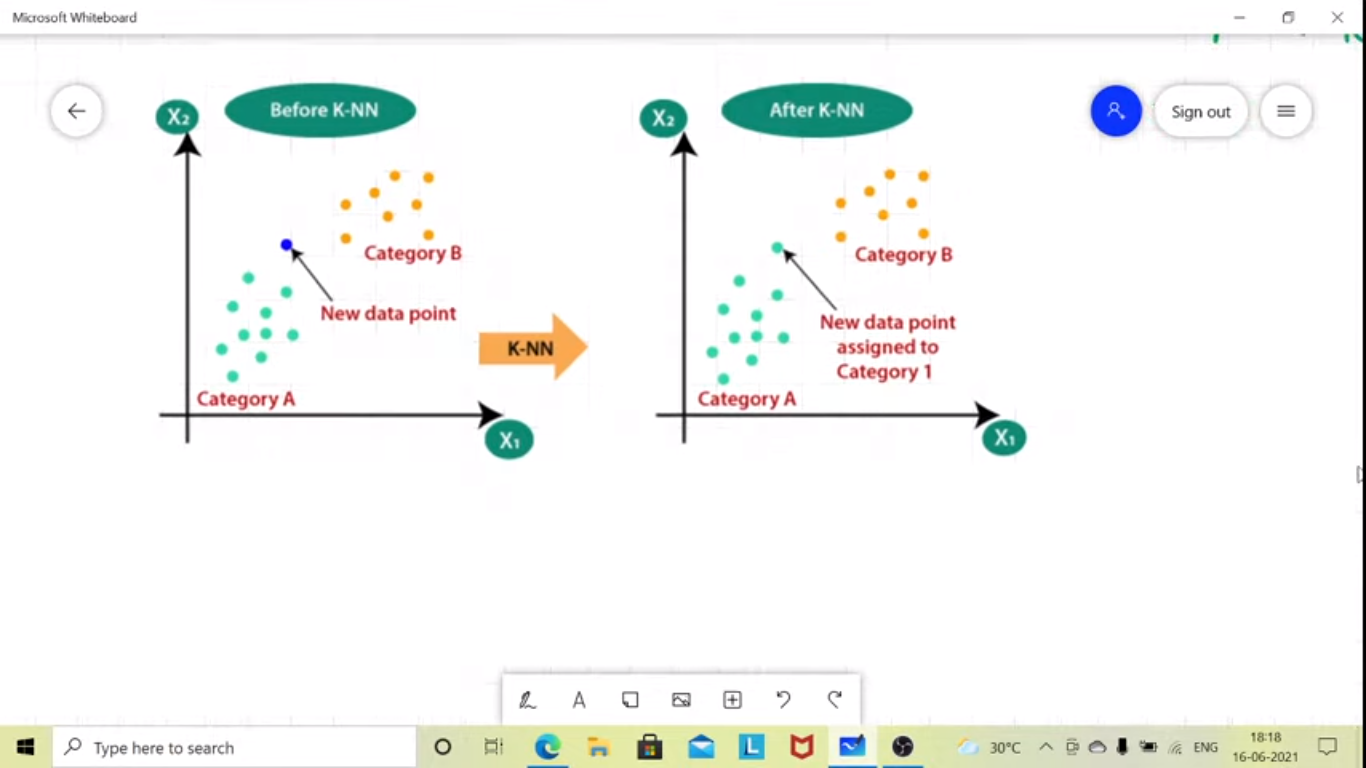 Microsoft Whiteboard
X₂
Before K-NN
X₂
After K-NN
Sign out
Category B
Category B
New data point
New data point
assigned to
Category 1
K-NN
Category A
Category A
X₁
X₁
A
Type here to search
L
30°C
ENG
18:18
16-06-2021